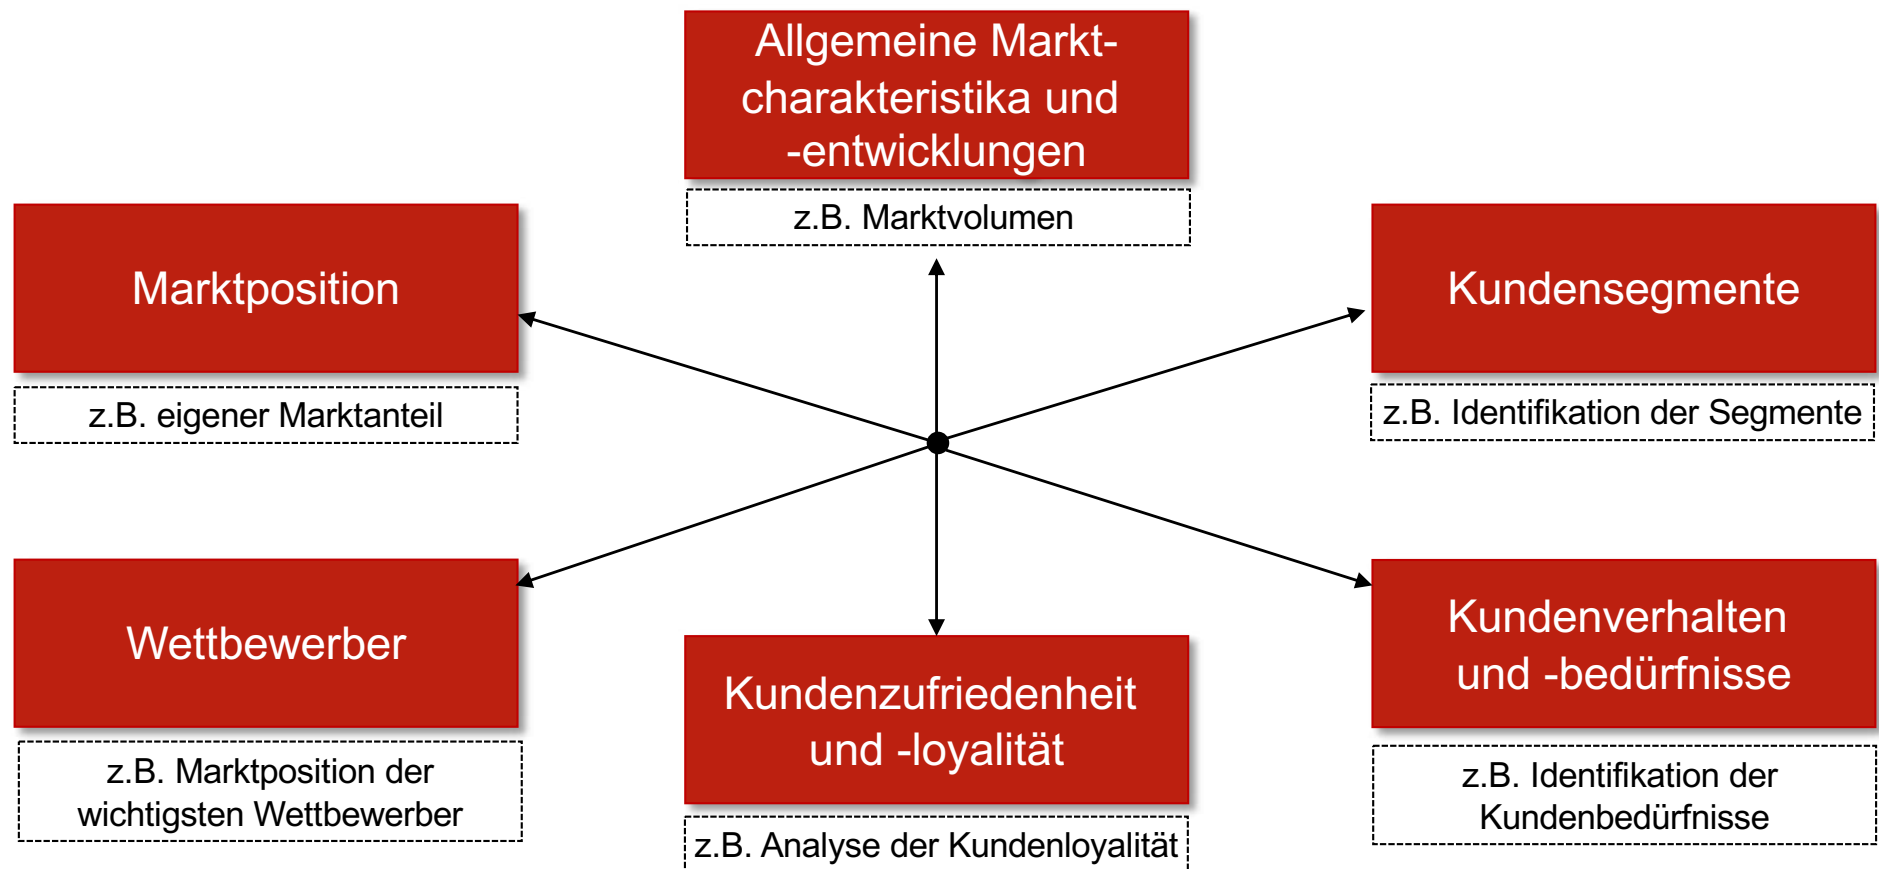 Allgemeine Markt-
charakteristika und
-entwicklungen
z.B. Marktvolumen
Marktposition
z.B. eigener Marktanteil
Kundensegmente
z.B. Identifikation der Segmente
Wettbewerber
z.B. Marktposition der
wichtigsten Wettbewerber
Kundenzufriedenheit
und -loyalität
z.B. Analyse der Kundenloyalität
Kundenverhalten
und -bedürfnisse
z.B. Identifikation der
Kundenbedürfnisse